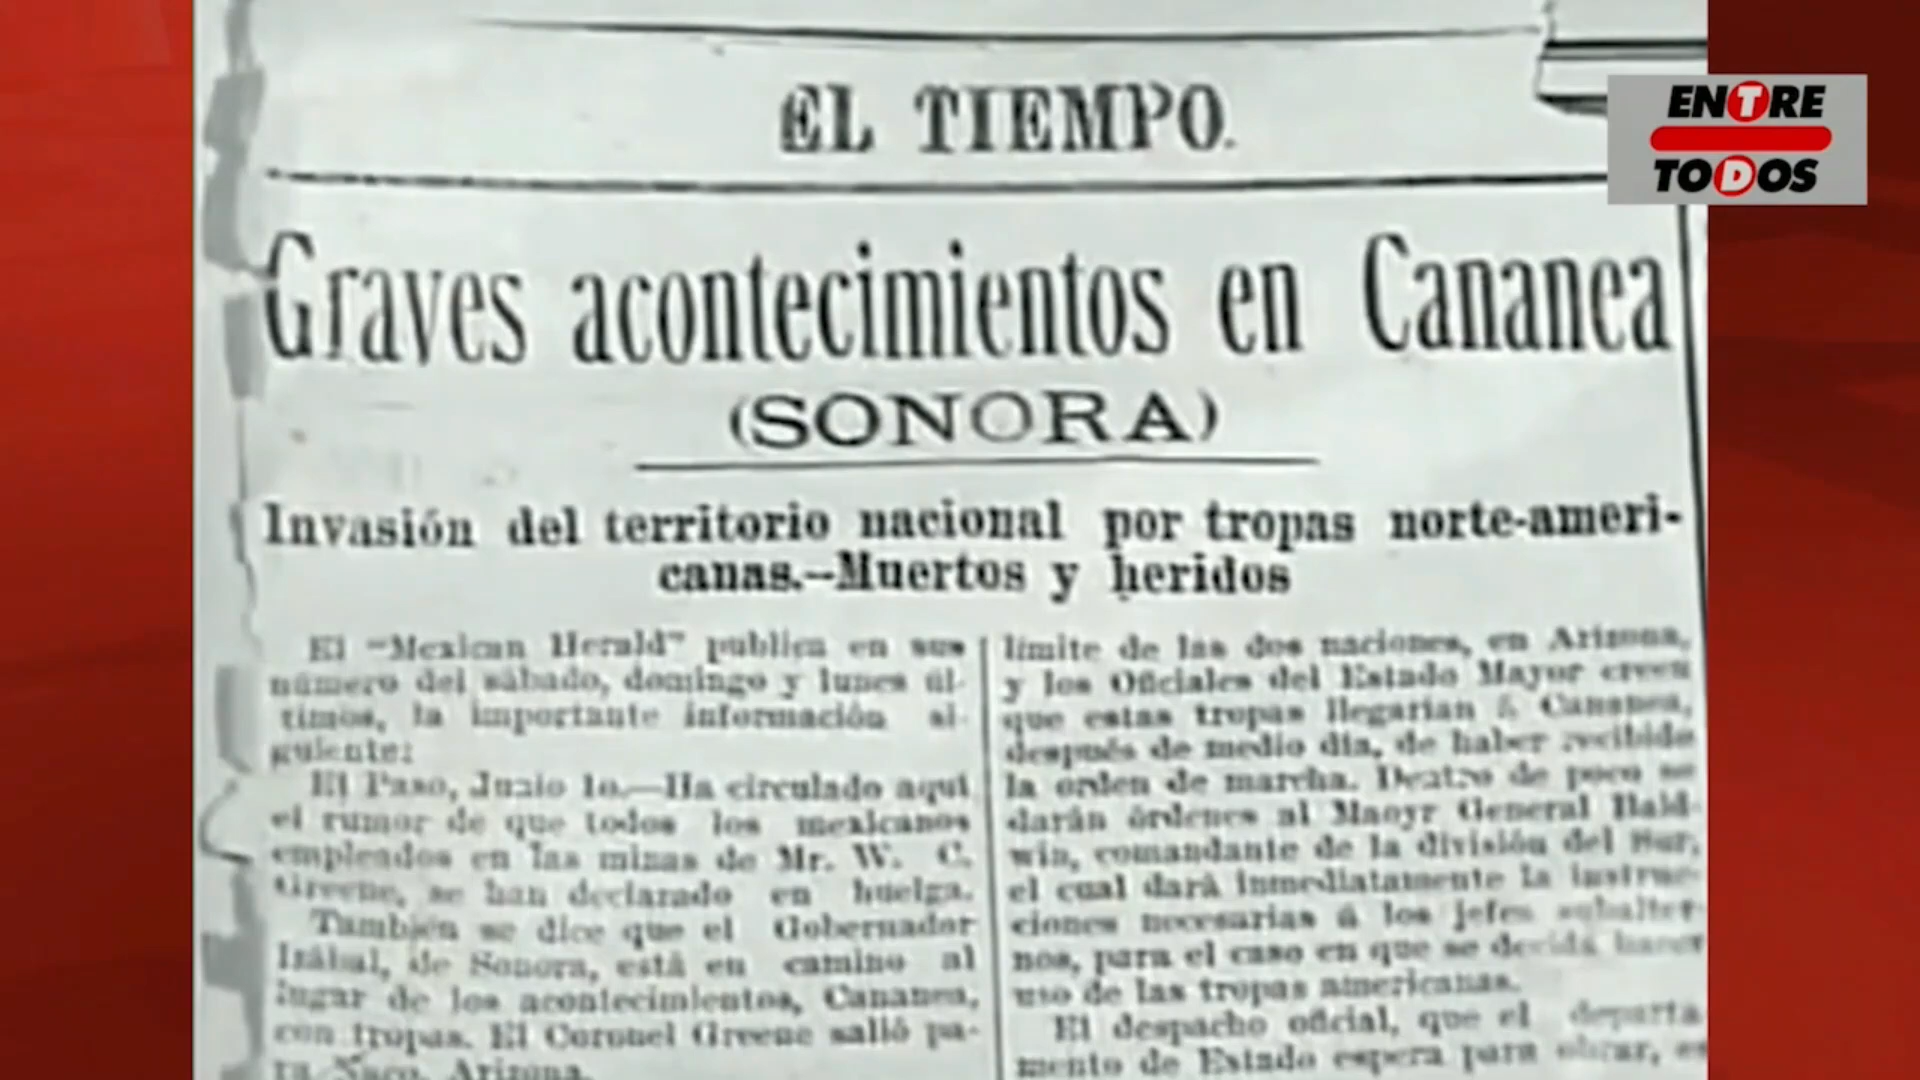 EL TIEMPO.
ENTRE
TODOS
Graves acontecimientos en Cananea
(SONORA)
Invasión del territorio nacional por tropas norte-ameri-
canas.—Muertos y heridos
El "Mexican Herald" publica en sus
número del sábado, domingo y lunes úl-
timos, la importante información si-
guiente:
El Paso, Junio 1o.—Ha circulado aquí
el rumor de que todos los mexicanos
empleados en las minas de Mr. W. C.
Greene, se han declarado en huelga.
También se dice que el Gobernador
Izábal, de Sonora, está en camino al
lugar de los acontecimientos, Cananea,
con tropas. El Coronel Greene salió pa-
ra Naco, Arizona.
límite de las dos naciones, en Arizona,
y los Oficiales del Estado Mayor creen
que estas tropas llegarían á Cananea,
después de medio día, de haber recibido
la orden de marcha. Dentro de poco se
darán órdenes al Maoyr General Bald-
win, comandante de la división del Sur,
el cual dará inmediatamente la instruc-
ciones necesarias á los jefes subalter-
nos, para el caso en que se decida hacer
uso de las tropas americanas.
El despacho oficial, que el departa-
mento de Estado espera para obrar, es